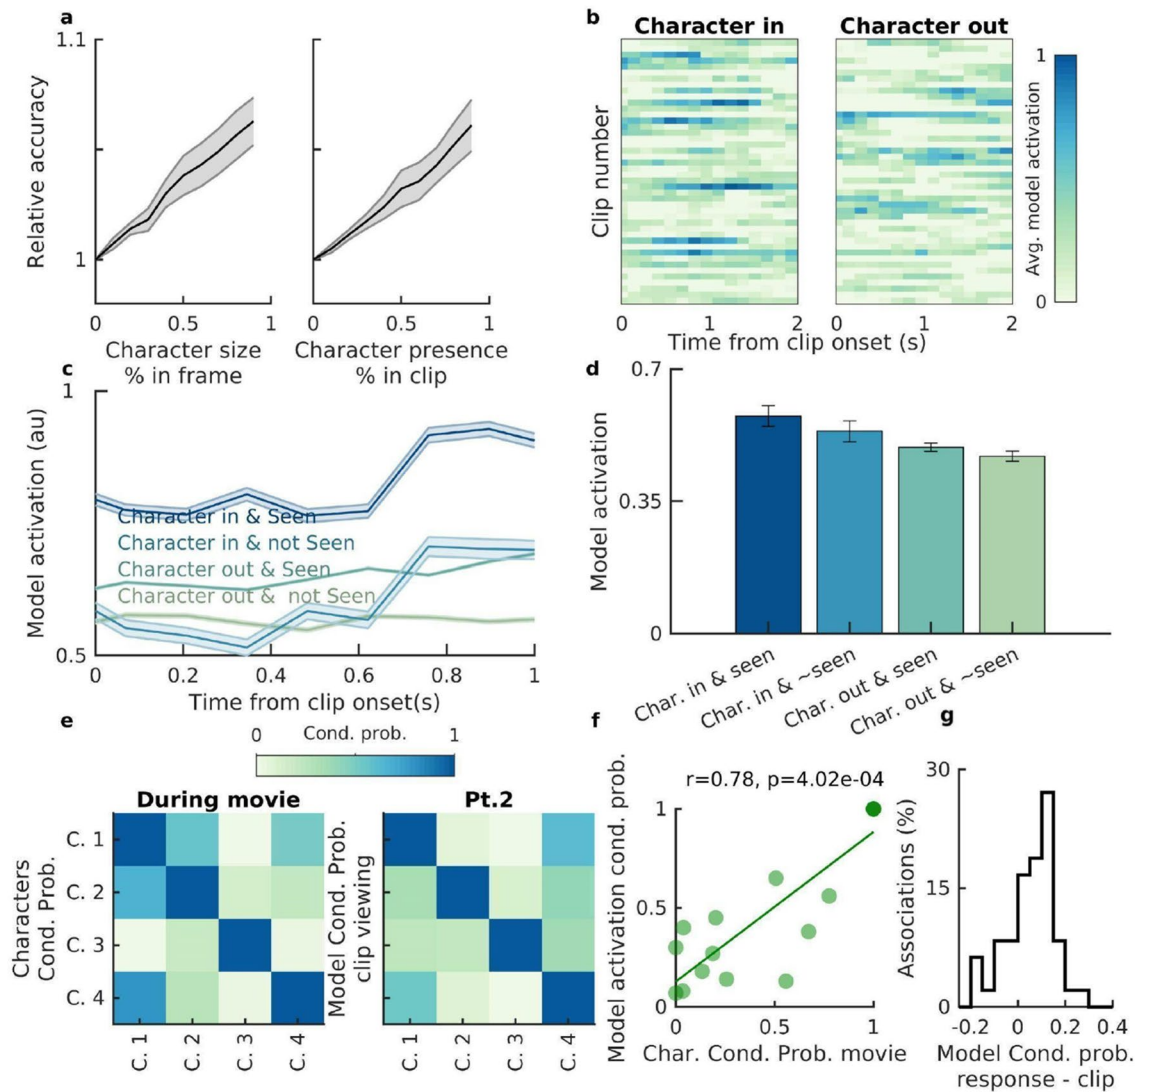 a
1.1
Relative accuracy
1
0
0.5
1
Character size
% in frame
0
0.5
1
Character presence
% in clip
b
Character in
Character out
Clip number
0
1
2
0
1
2
Time from clip onset (s)
1
Avg. model activation
0
c
1
Model activation (au)
0.5
Character in & Seen
Character in & not Seen
Character out & Seen
Character out & not Seen
0
0.2
0.4
0.6
0.8
1
Time from clip onset(s)
d
0.7
Model activation
0.35
0
Char. in & seen
Char. in & ~seen
Char. out & seen
Char. out & ~seen
e
Cond. prob.
0
1
During movie
Characters
Cond. Prob.
C. 1
C. 2
C. 3
C. 4
C. 1
C. 2
C. 3
C. 4
Pt.2
Model Cond. Prob.
clip viewing
C. 1
C. 2
C. 3
C. 4
f
r=0.78, p=4.02e-04
Model activation cond. prob.
1
0.5
0
0
0.5
1
Char. Cond. Prob. movie
g
Associations (%)
30
15
0
-0.2
0
0.2
0.4
Model Cond. prob.
response - clip